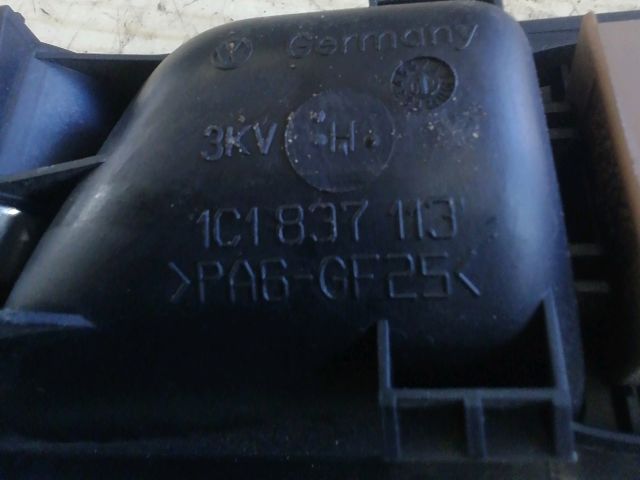 Germany
3KV H
1C1 837 113
>PA6-GF25<